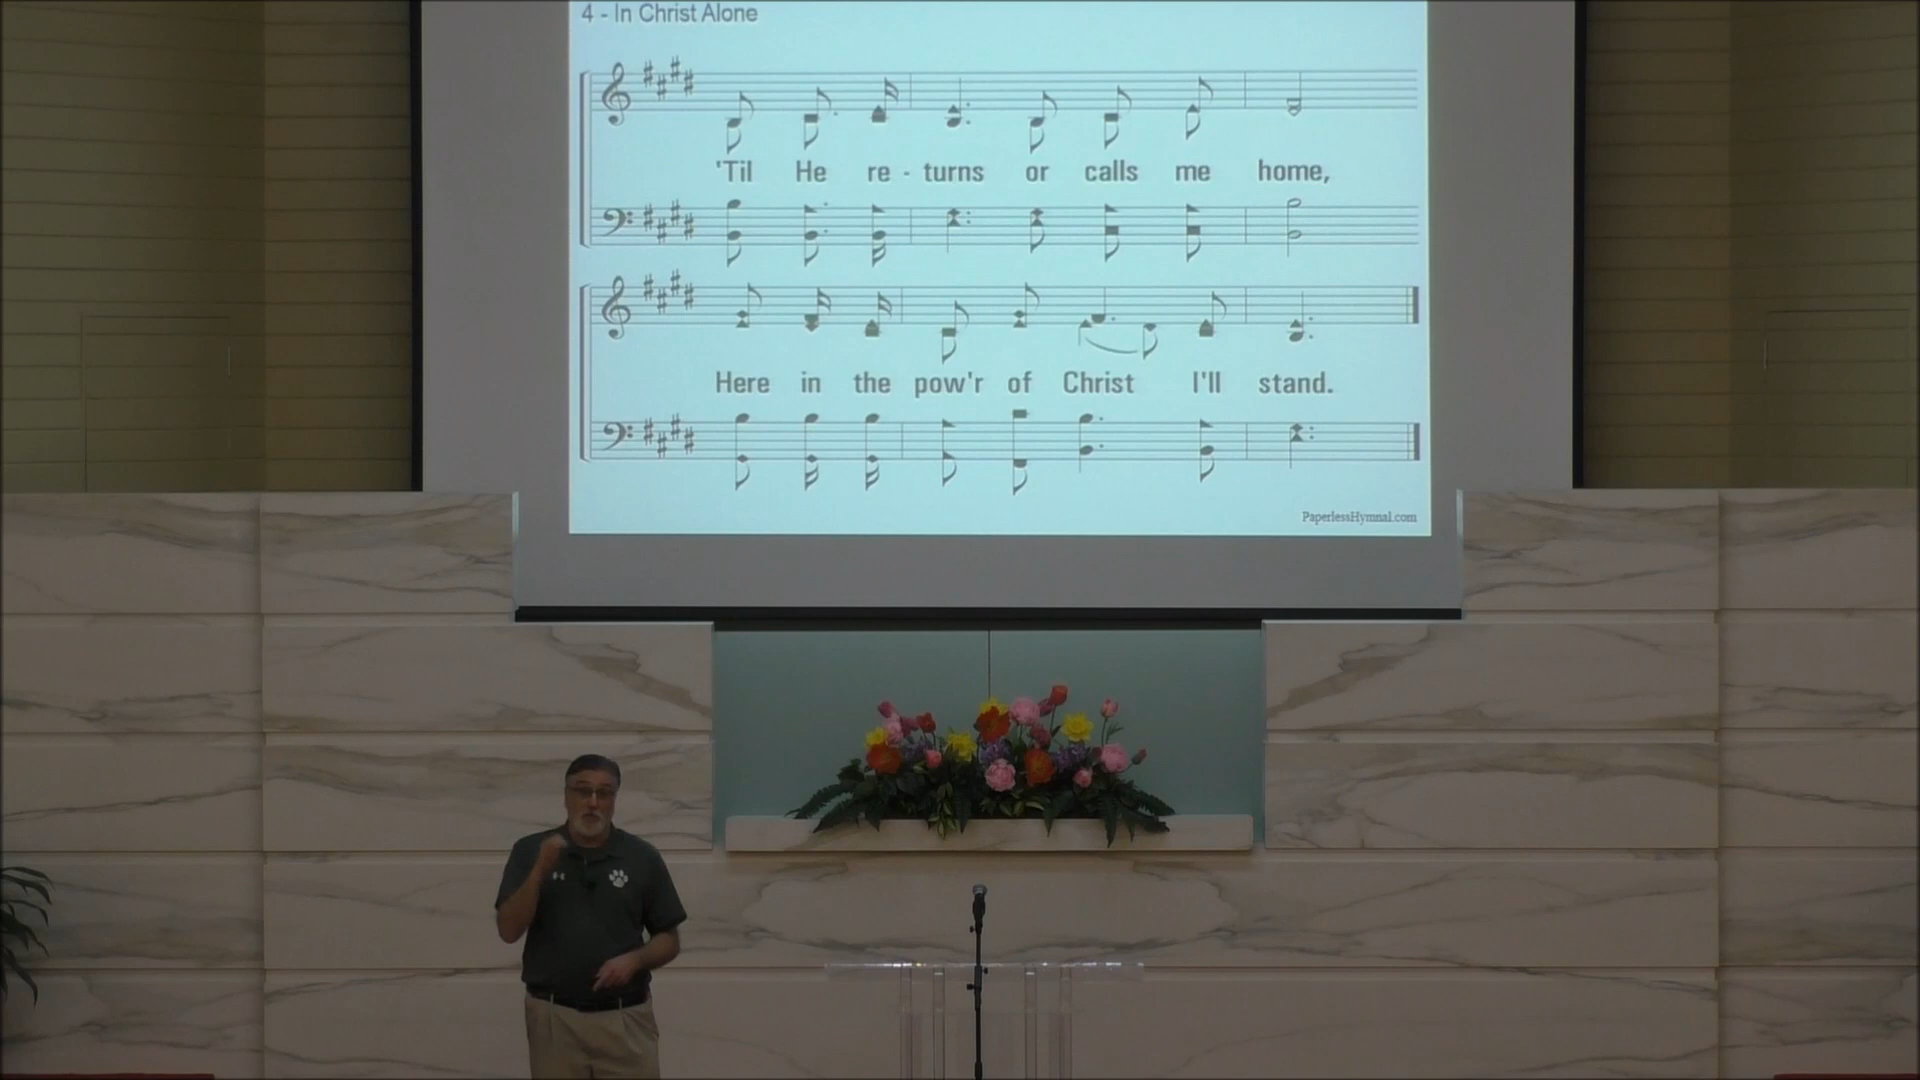 4 - In Christ Alone
'Til He re - turns or calls me home,
Here in the pow'r of Christ I'll stand.
PaperlessHymnal.com